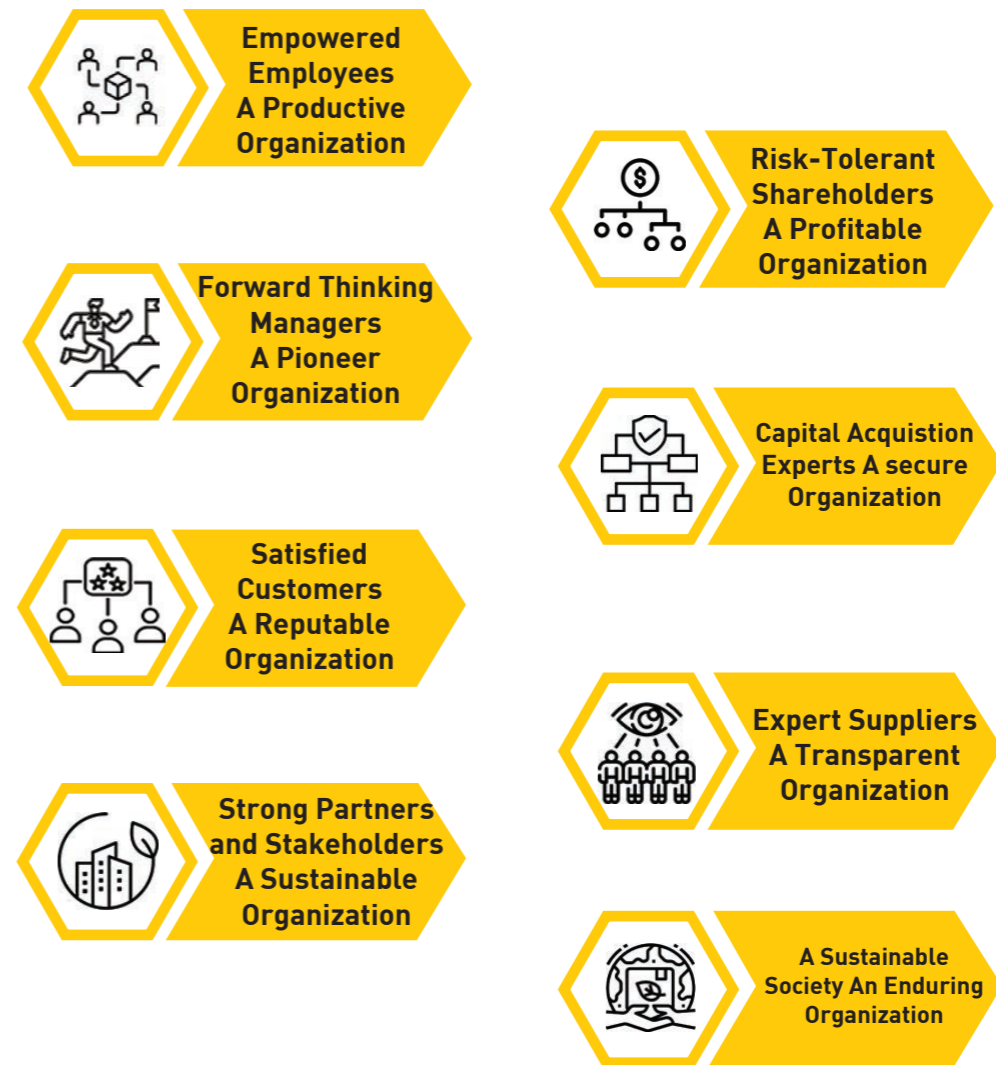 Empowered
Employees
A Productive
Organization
Risk-Tolerant
Shareholders
A Profitable
Organization
Forward Thinking
Managers
A Pioneer
Organization
Capital Acquistion
Experts A secure
Organization
Satisfied
Customers
A Reputable
Organization
Expert Suppliers
A Transparent
Organization
Strong Partners
and Stakeholders
A Sustainable
Organization
A Sustainable
Society An Enduring
Organization